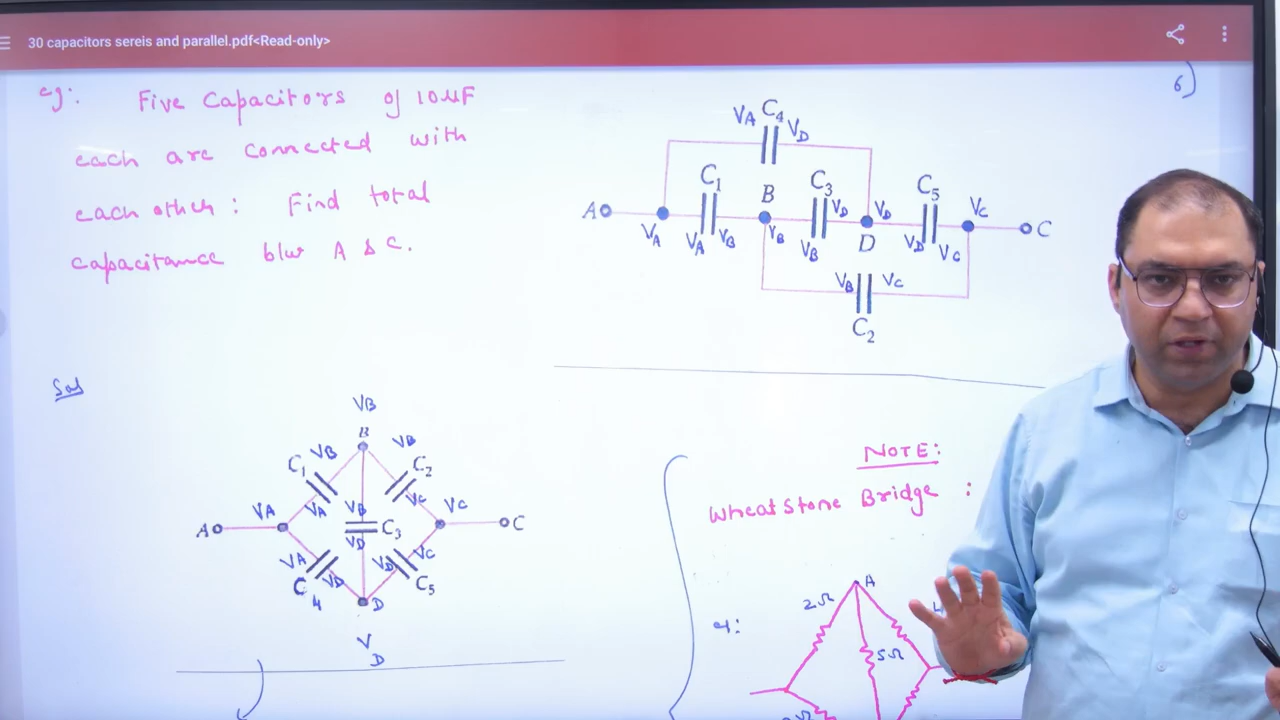 30 capacitors sereis and parallel.pdf<Read-only>
6)
eg: Five Capacitors of 10μF
each are connected with
each other: Find total
capacitance b/w A & C.
C4
VA VD
C1 B C3 C5
A VA VA VB VB VB VD VD D VD VC VC C
VB VC
C2
Sol
VB
B
VB VB
C1 C2
VA VA VB VC VC
A C3 C
VA VD VD VC
C4 VD C5
D
VD
NOTE:
Wheatstone Bridge :
A
2Ω
eg:
5Ω